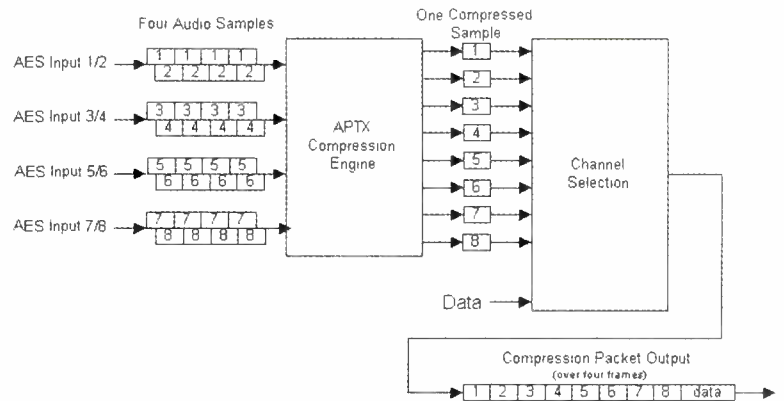 Four Audio Samples
One Compressed Sample
AES Input 1/2
1 1 1 1
2 2 2 2
AES Input 3/4
3 3 3 3
4 4 4 4
AES Input 5/6
5 5 5 5
6 6 6 6
AES Input 7/8
7 7 7 7
8 8 8 8
APTX
Compression
Engine
1
2
3
4
5
6
7
8
Channel
Selection
Data
Compression Packet Output
(over four frames)
1 2 3 4 5 6 7 8 data